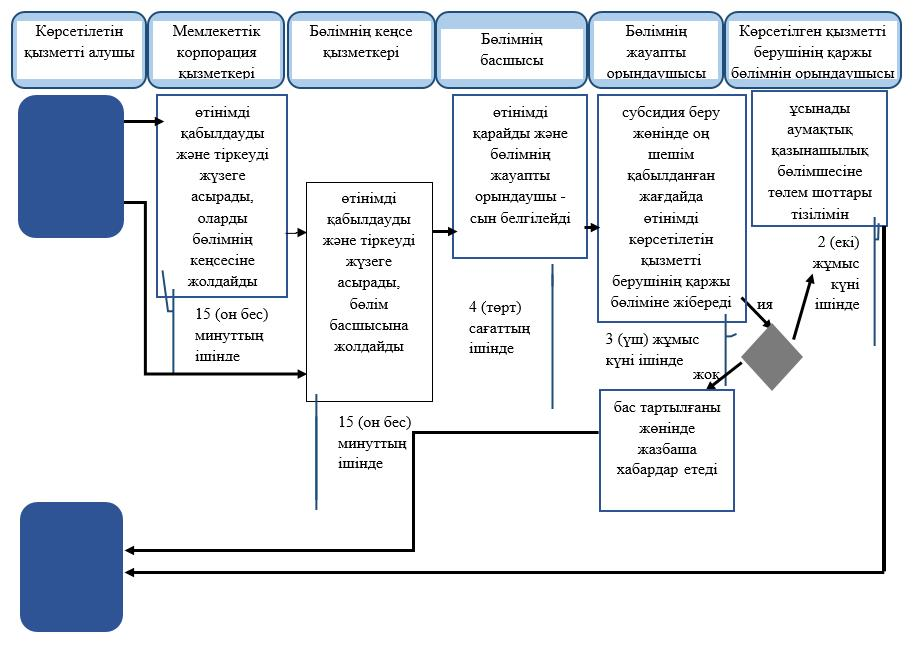 Көрсетілетін
қызметті алушы
Мемлекеттік
корпорация
қызметкері
Бөлімнің кеңсе
қызметкері
Бөлімнің
басшысы
Бөлімнің
жауапты
орындаушысы
Көрсетілген қызметті
берушінің қаржы
бөлімнін орындаушысы
өтінімді
қабылдауды
және тіркеуді
жүзеге
асырады,
оларды
бөлімнің
кеңсесіне
жолдайды
15 (он бес)
минуттың
ішінде
өтінімді
қабылдауды
және тіркеуді
жүзеге
асырады,
бөлім
басшысына
жолдайды
15 (он бес)
минуттың
ішінде
өтінімді
қарайды және
бөлімнің
жауапты
орындаушы -
сын белгілейді
4 (төрт)
сағаттың
ішінде
субсидия беру
жөнінде оң
шешім
қабылданған
жағдайда
өтінімді
көрсетілетін
қызметті
берушінің қаржы
бөліміне жібереді
3 (үш) жұмыс
күні ішінде
ия
жоқ
бас тартылғаны
жөнінде
жазбаша
хабардар етеді
ұсынады
аумақтық
қазынашылық
бөлімшесіне
төлем шоттары
тізілімін
2 (екі)
жұмыс
күні
ішінде